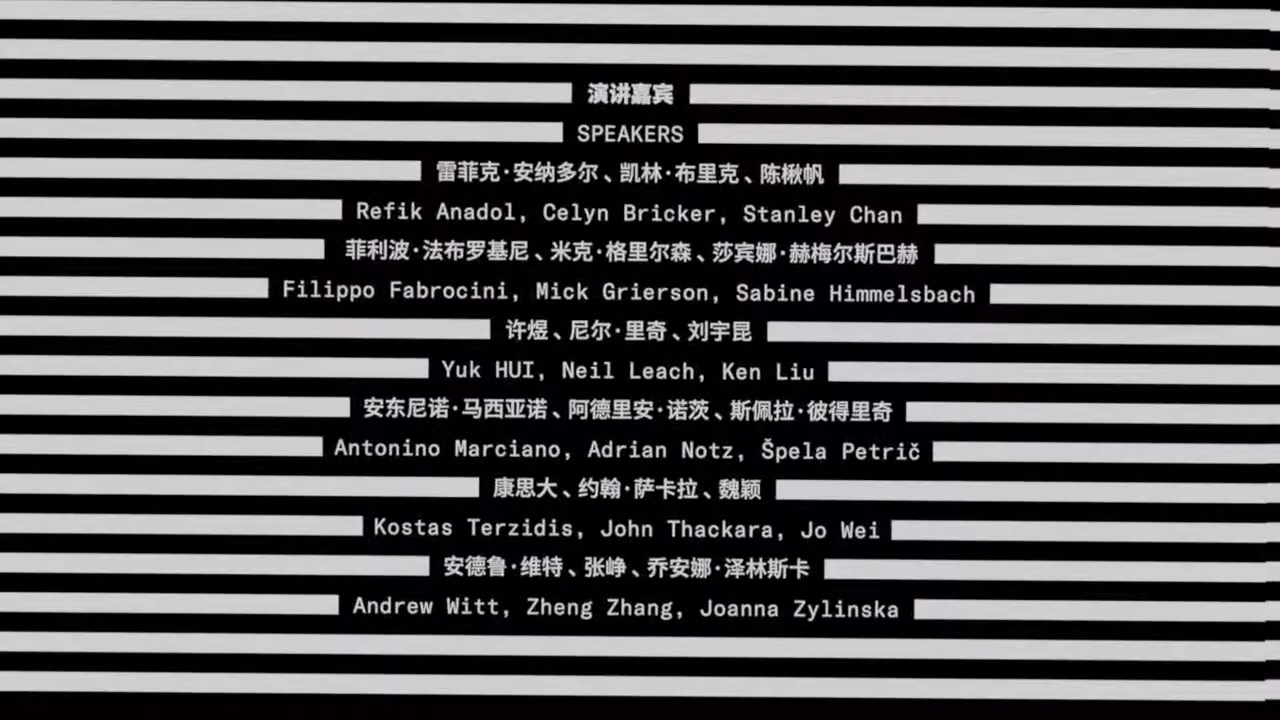 演讲嘉宾
SPEAKERS
雷菲克·安纳多尔、凯林·布里克、陈楸帆
Refik Anadol, Celyn Bricker, Stanley Chan
菲利波·法布罗基尼、米克·格里尔森、莎宾娜·赫梅尔斯巴赫
Filippo Fabrocini, Mick Grierson, Sabine Himmelsbach
许煜、尼尔·里奇、刘宇昆
Yuk HUI, Neil Leach, Ken Liu
安东尼诺·马西亚诺、阿德里安·诺茨、斯佩拉·彼得里奇
Antonino Marciano, Adrian Notz, Špela Petrič
康思大、约翰·萨卡拉、魏颖
Kostas Terzidis, John Thackara, Jo Wei
安德鲁·维特、张峥、乔安娜·泽林斯卡
Andrew Witt, Zheng Zhang, Joanna Zylinska